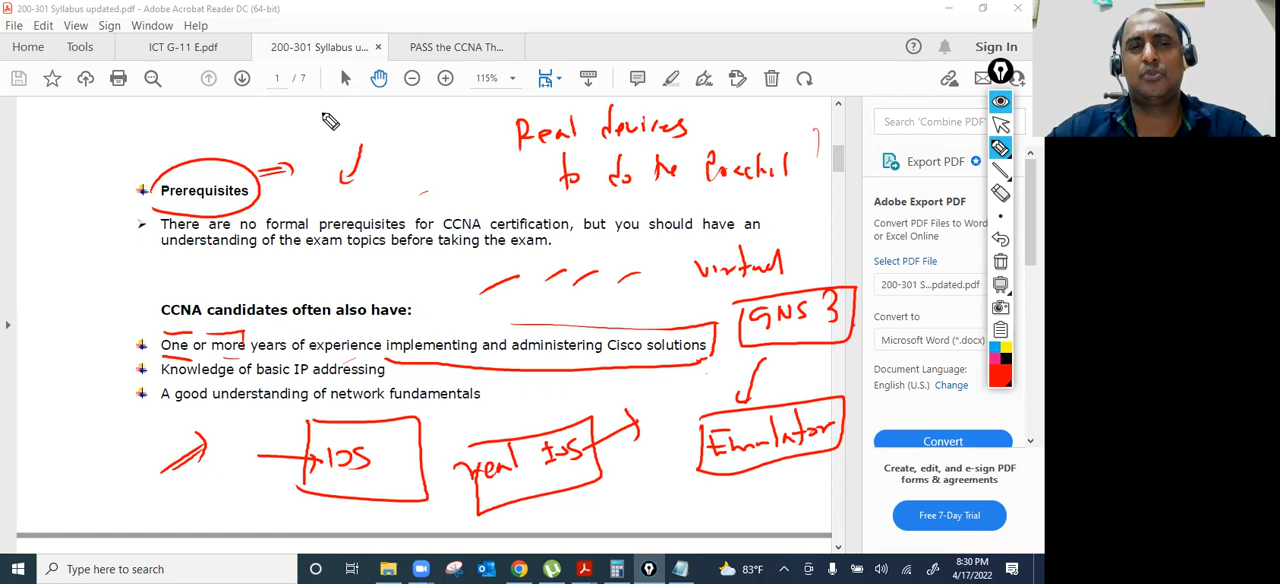 200-301 Syllabus updated.pdf - Adobe Acrobat Reader DC (64-bit)
File Edit View Sign Window Help
Home Tools ICT G-11 E.pdf 200-301 Syllabus u... × PASS the CCNA Th... Sign In
1 / 7 115%
Real devices
to do the
Prerequisites
There are no formal prerequisites for CCNA certification, but you should have an
understanding of the exam topics before taking the exam.
virtual
GNS 3
CCNA candidates often also have:
One or more years of experience implementing and administering Cisco solutions
Knowledge of basic IP addressing
A good understanding of network fundamentals
Emulator
IOS
real IOS
Search 'Combine PDF'
Export PDF
Adobe Export PDF
Convert PDF Files to Word
or Excel Online
Select PDF File
200-301 S...pdated.pdf
Convert to
Microsoft Word (*.docx)
Document Language:
English (U.S.) Change
Convert
Create, edit, and e-sign PDF
forms & agreements
Free 7-Day Trial
Type here to search
83°F
8:30 PM
4/17/2022